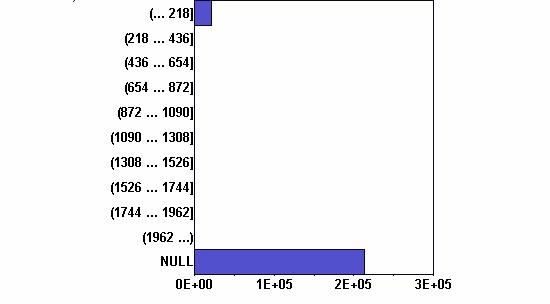 (... 218]
(218 ... 436]
(436 ... 654]
(654 ... 872]
(872 ... 1090]
(1090 ... 1308]
(1308 ... 1526]
(1526 ... 1744]
(1744 ... 1962]
(1962 ...)
NULL
0E+00 1E+05 2E+05 3E+05